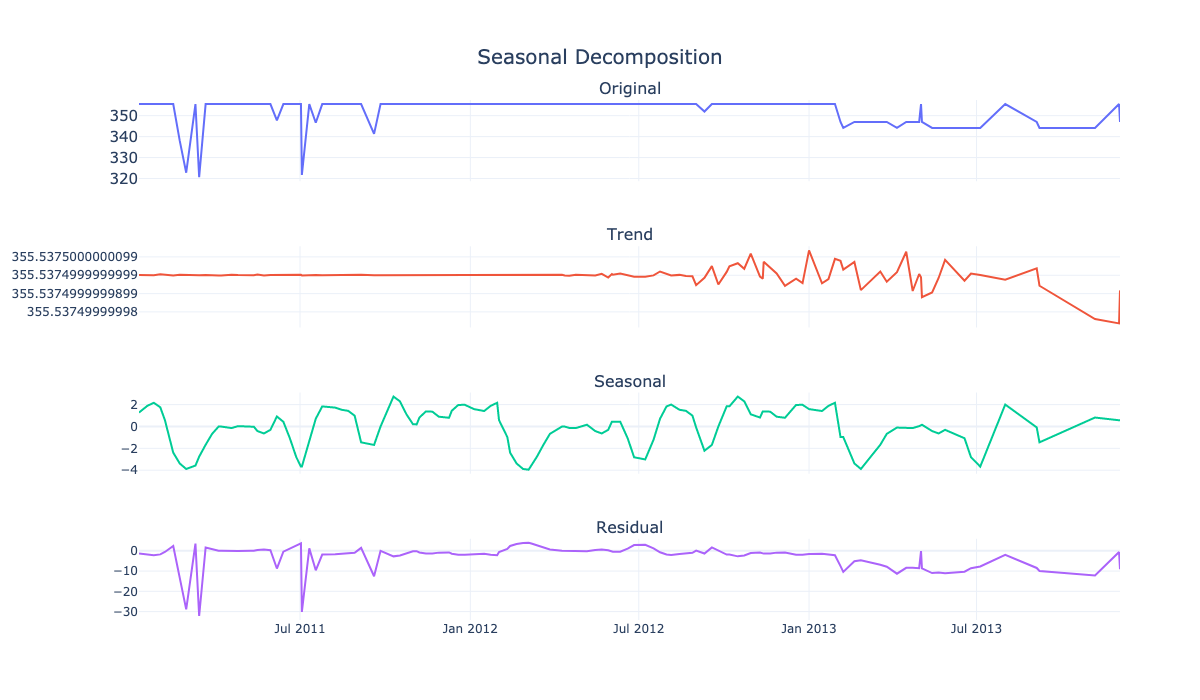 Seasonal Decomposition
Original
350
340
330
320
Trend
355.5375000000099
355.5374999999999
355.5374999999899
355.53749999998
Seasonal
2
0
−2
−4
Residual
0
−10
−20
−30
Jul 2011 Jan 2012 Jul 2012 Jan 2013 Jul 2013